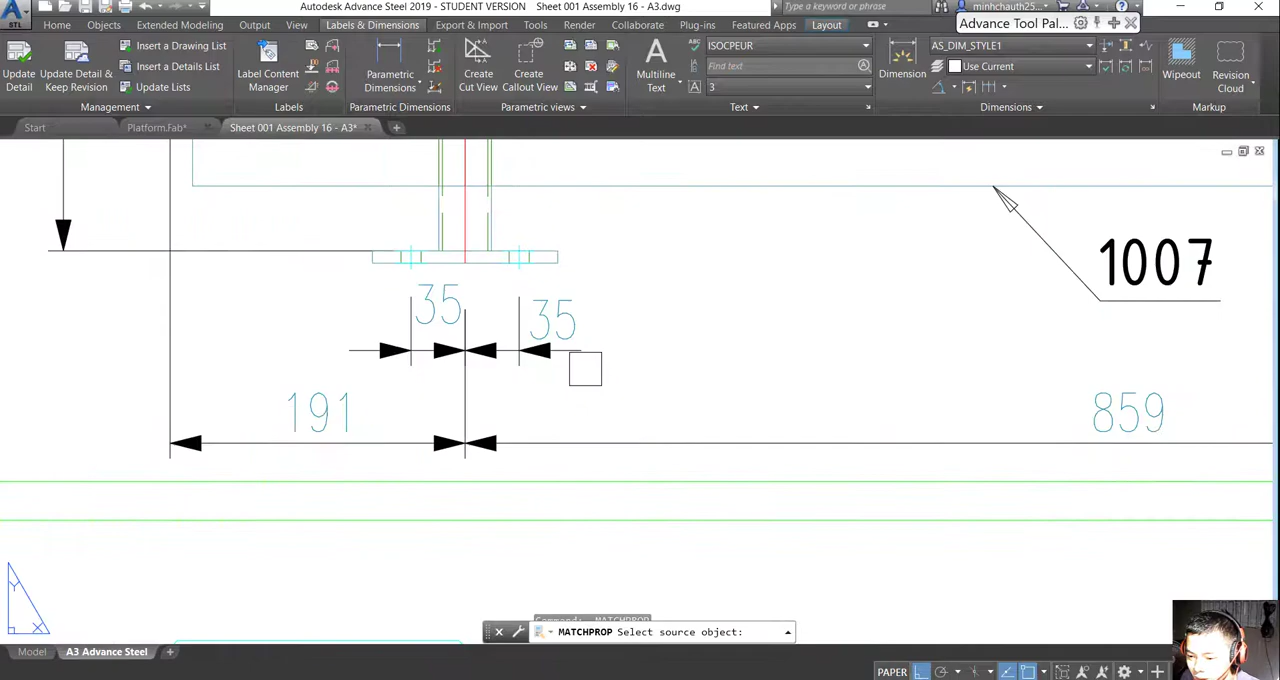 Autodesk Advance Steel 2019 - STUDENT VERSION Sheet 001 Assembly 16 - A3.dwg
Type a keyword or phrase
minhchauth25...
STL
Home Objects Extended Modeling Output View Labels & Dimensions Export & Import Tools Render Collaborate Plug-ins Featured Apps Layout
Advance Tool Pal...
Update Detail
Update Detail & Keep Revision
Insert a Drawing List
Insert a Details List
Update Lists
Label Content Manager
Parametric Dimensions
Create Cut View
Create Callout View
Multiline Text
ISOCPEUR
Find text
3
Dimension
AS_DIM_STYLE1
Use Current
Wipeout
Revision Cloud
Management Labels Parametric Dimensions Parametric views Text Dimensions Markup
Start Platform.Fab* Sheet 001 Assembly 16 - A3*
1007
35
35
191
859
Y
X
Command: MATCHPROP
MATCHPROP Select source object:
Model A3 Advance Steel
PAPER